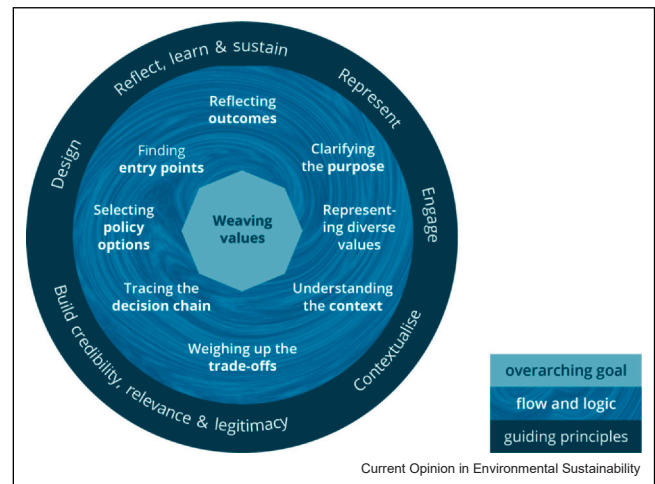 Reflect, learn & sustain
Represent
Engage
Contextualise
Build credibility, relevance & legitimacy
Design
Reflecting
outcomes
Clarifying
the purpose
Represent-
ing diverse
values
Understanding
the context
Weighing up the
trade-offs
Tracing the
decision chain
Selecting
policy
options
Finding
entry points
Weaving
values
overarching goal
flow and logic
guiding principles
Current Opinion in Environmental Sustainability